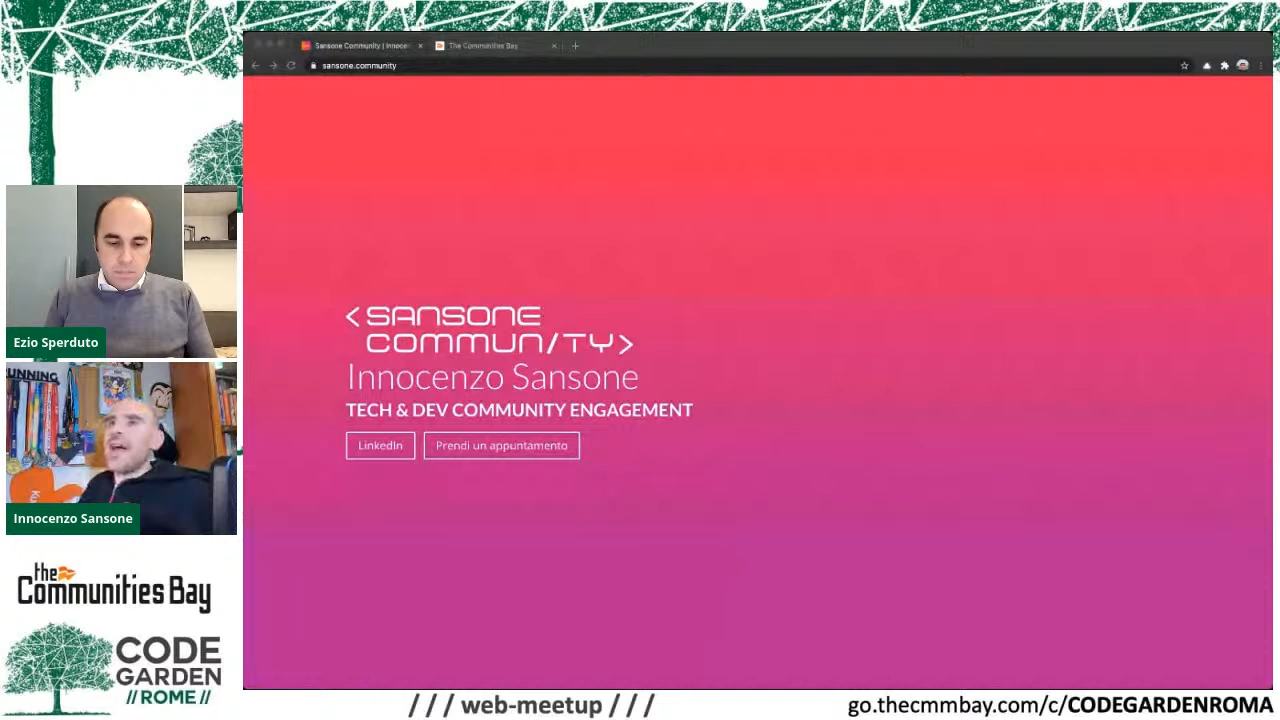 Sansone Community | Innoce
The Communities Bay
sansone.community
<SANSONE
COMMUN/TY>
Innocenzo Sansone
TECH & DEV COMMUNITY ENGAGEMENT
LinkedIn
Prendi un appuntamento
Ezio Sperduto
UNNING
Innocenzo Sansone
the
Communities Bay
CODE
GARDEN
//ROME//
/ / / web-meetup / / /
go.thecmmbay.com/c/CODEGARDENROMA